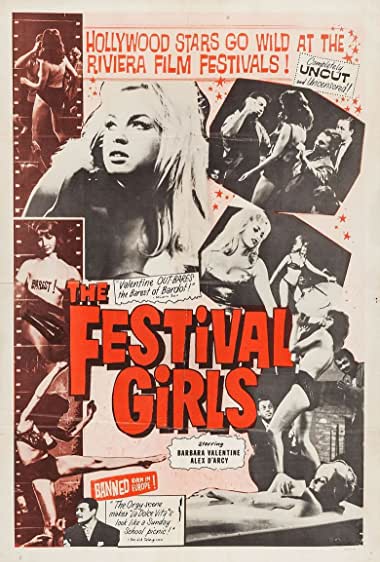 HOLLYWOOD STARS GO WILD AT THE
RIVIERA FILM FESTIVALS!
Completely
UNCUT
and Uncensored!
BASIST!
"Valentine OUT BARES
the Barest of Bardot!"
THE
FESTiVAL
GiRLS
Starring
BARBARA VALENTINE
ALEX D'ARCY
BANNED
EUROPE!
"The Orgy scene
makes "La Dolce Vita"
look like a Sunday
School picnic!"